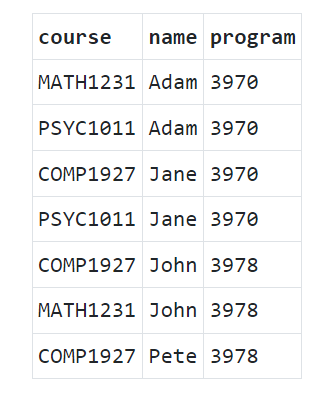 course name program
MATH1231 Adam 3970
PSYC1011 Adam 3970
COMP1927 Jane 3970
PSYC1011 Jane 3970
COMP1927 John 3978
MATH1231 John 3978
COMP1927 Pete 3978